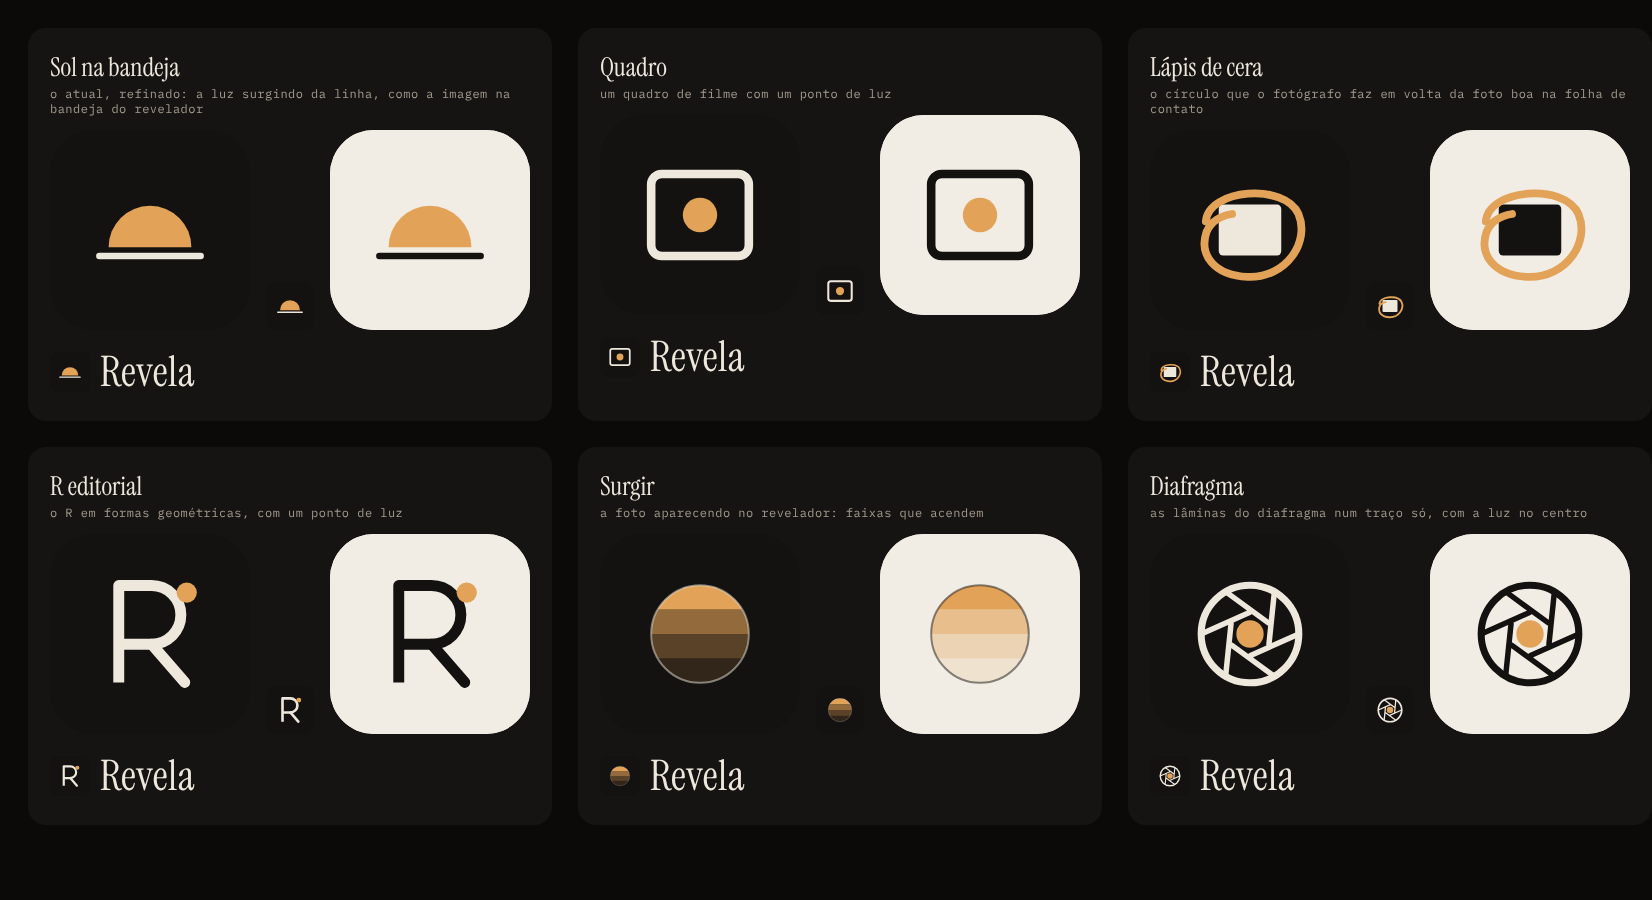 Sol na bandeja
o atual, refinado: a luz surgindo da linha, como a imagem na
bandeja do revelador
Revela
Quadro
um quadro de filme com um ponto de luz
Revela
Lápis de cera
o círculo que o fotógrafo faz em volta da foto boa na folha de
contato
Revela
R editorial
o R em formas geométricas, com um ponto de luz
R
R
R
R
Revela
Surgir
a foto aparecendo no revelador: faixas que acendem
Revela
Diafragma
as lâminas do diafragma num traço só, com a luz no centro
Revela